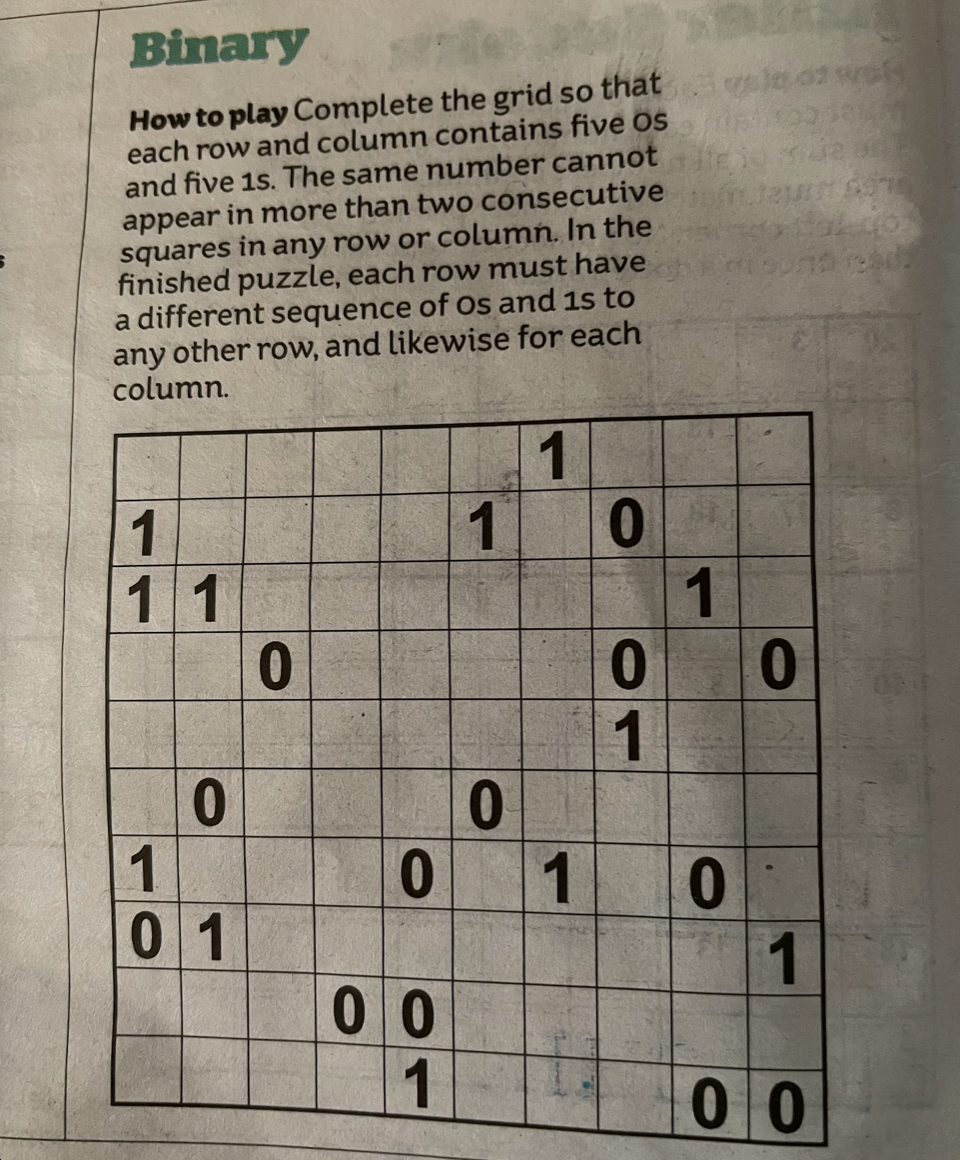 Binary
How to play Complete the grid so that
each row and column contains five 0s
and five 1s. The same number cannot
appear in more than two consecutive
squares in any row or column. In the
finished puzzle, each row must have
a different sequence of 0s and 1s to
any other row, and likewise for each
column.
1
1 1 0
1 1 1
0 0 0
1
0 0
1 0 1 0
0 1 1
0 0
1 0 0